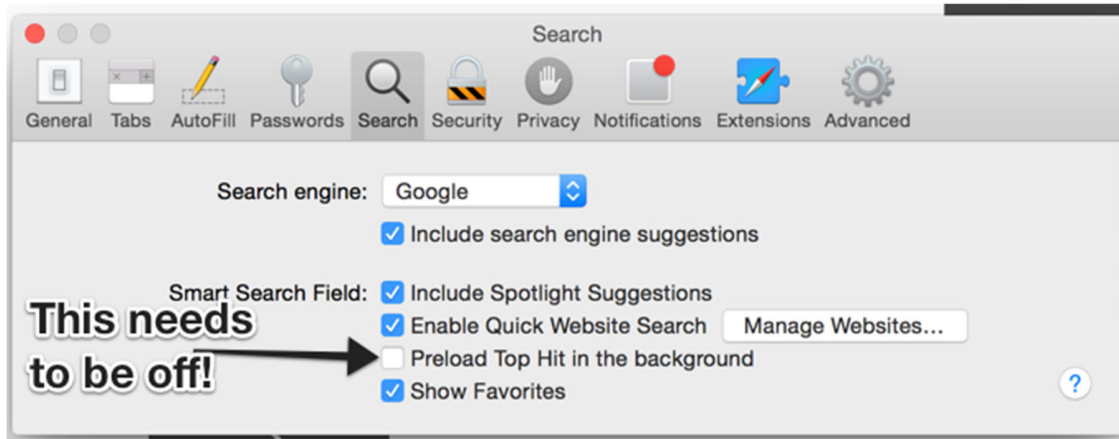 Search
General Tabs AutoFill Passwords Search Security Privacy Notifications Extensions Advanced
Search engine: Google
Include search engine suggestions
Smart Search Field: Include Spotlight Suggestions
Enable Quick Website Search Manage Websites...
Preload Top Hit in the background
Show Favorites
?
This needs
to be off!